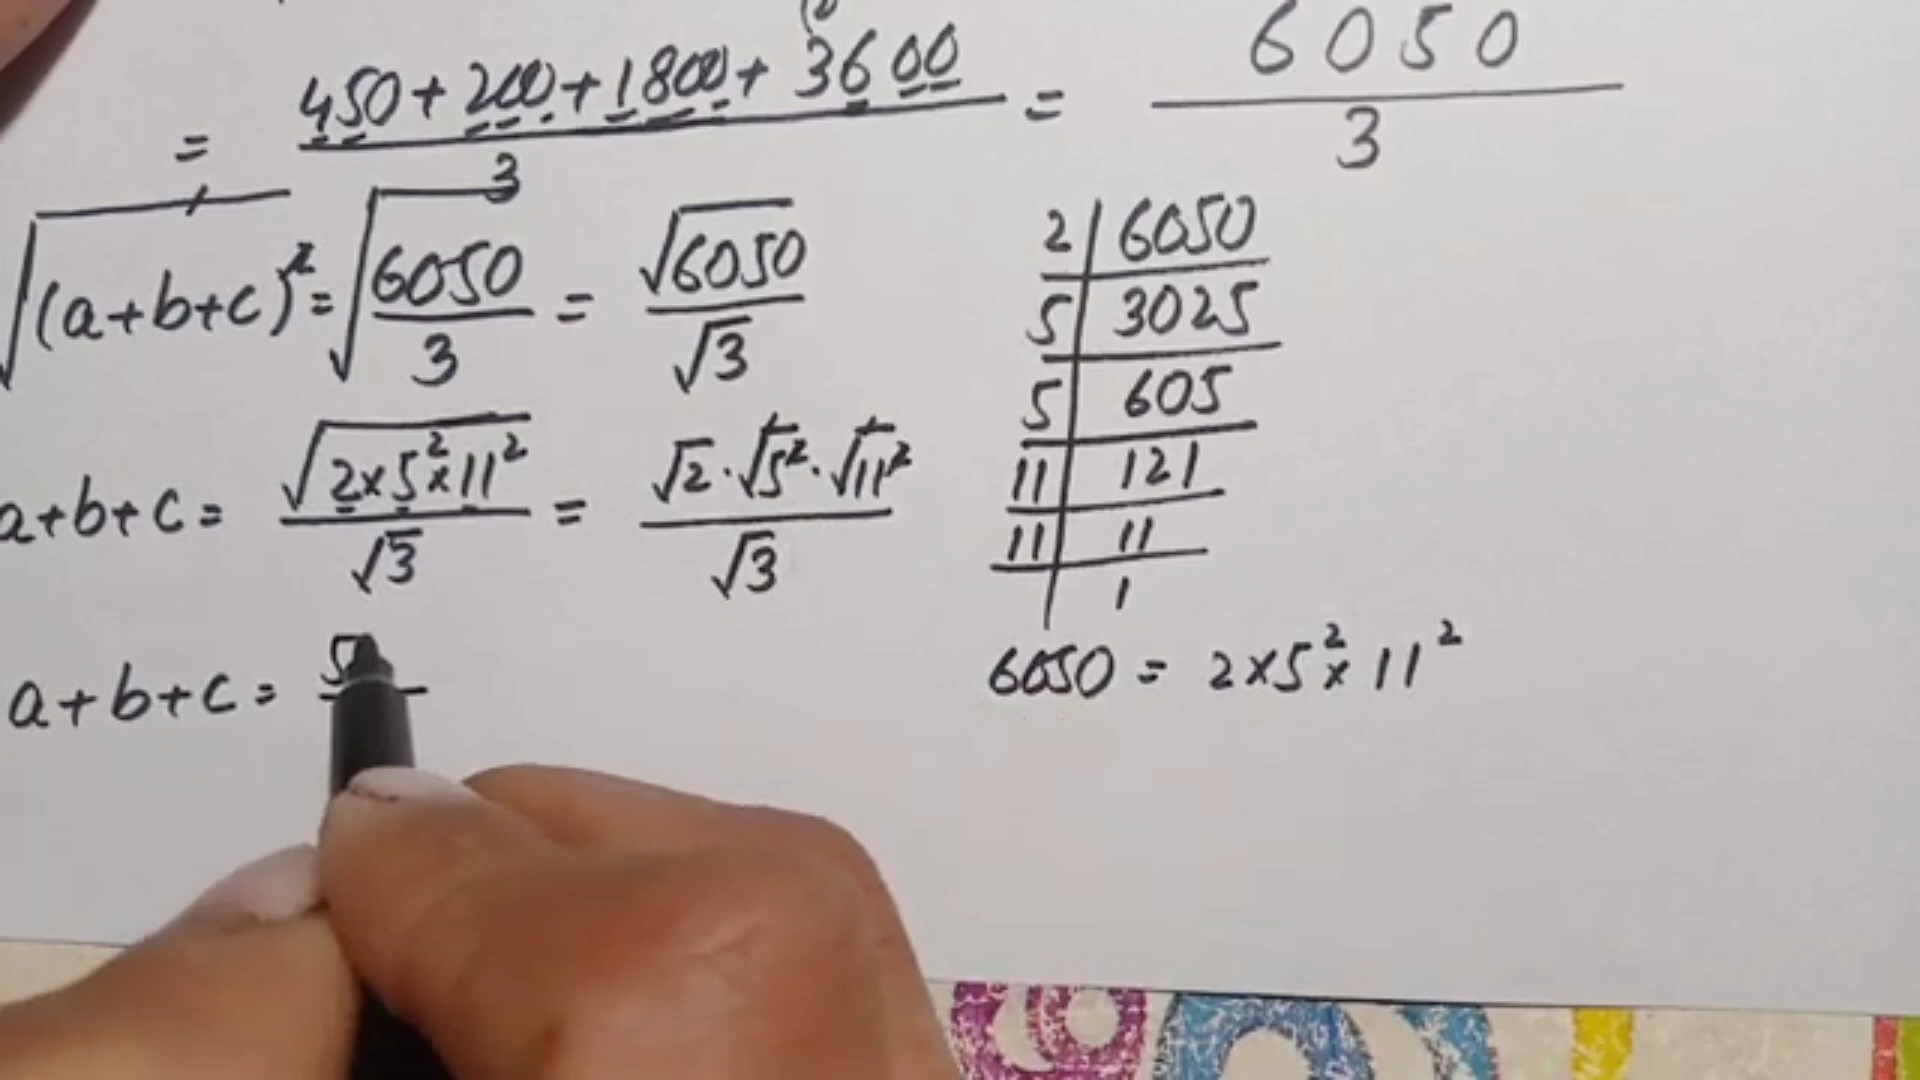 = (450+200+1800+3600)/3 = 6050/3
√(a+b+c)² = √(6050/3) = √6050/√3
a+b+c = √(2×5²×11²)/√3 = √2·√5²·√11²/√3
a+b+c = 5
2 | 6050
5 | 3025
5 | 605
11 | 121
11 | 11
1
6050 = 2×5²×11²